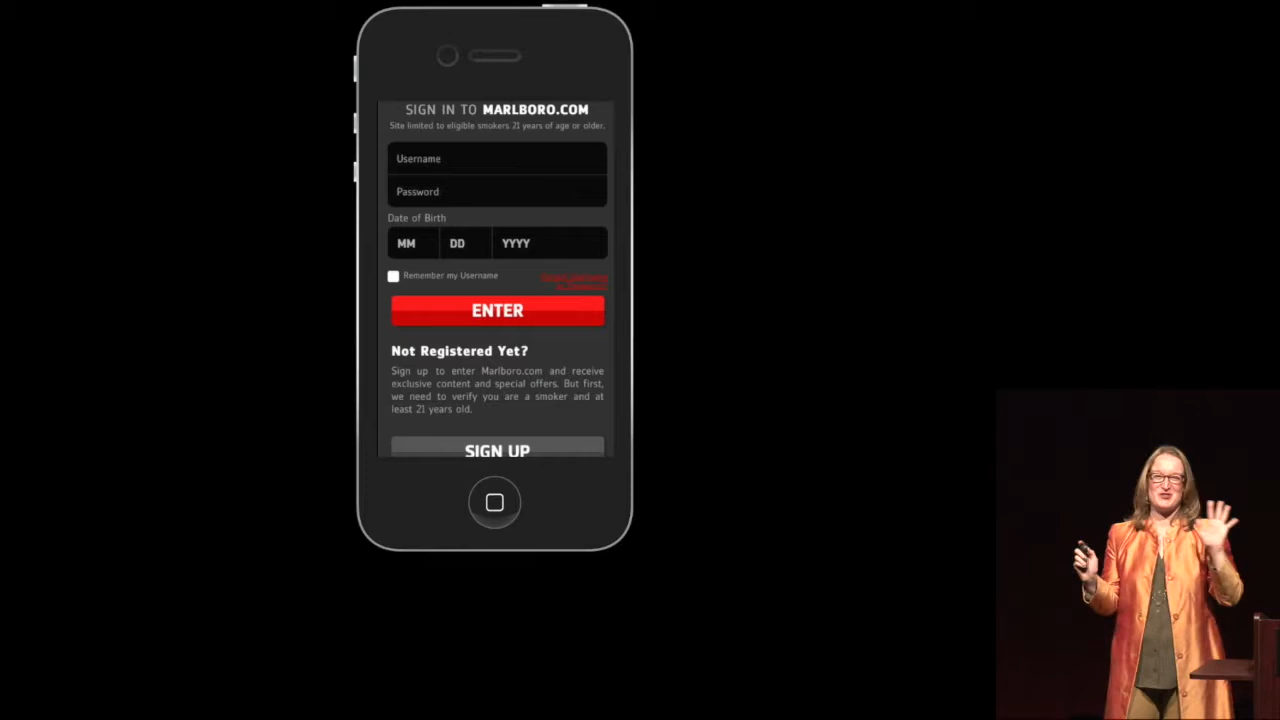 SIGN IN TO MARLBORO.COM
Site limited to eligible smokers 21 years of age or older.
Username
Password
Date of Birth
MM DD YYYY
Remember my Username
ENTER
Not Registered Yet?
Sign up to enter Marlboro.com and receive
exclusive content and special offers. But first,
we need to verify you are a smoker and at
least 21 years old.
SIGN UP